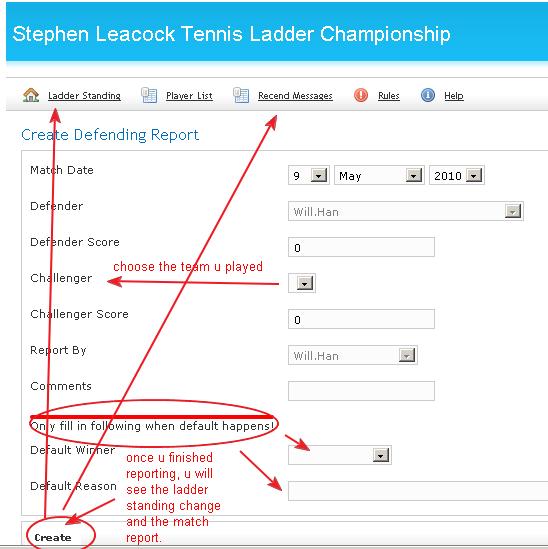 Stephen Leacock Tennis Ladder Championship
Ladder Standing Player List Recend Messages Rules Help
Create Defending Report
Match Date 9 May 2010
Defender Will.Han
Defender Score 0
choose the team u played
Challenger
Challenger Score 0
Report By Will.Han
Comments
Only fill in following when default happens!
Default Winner
Default Reason
once u finished
reporting, u will
see the ladder
standing change
and the match
report.
Create